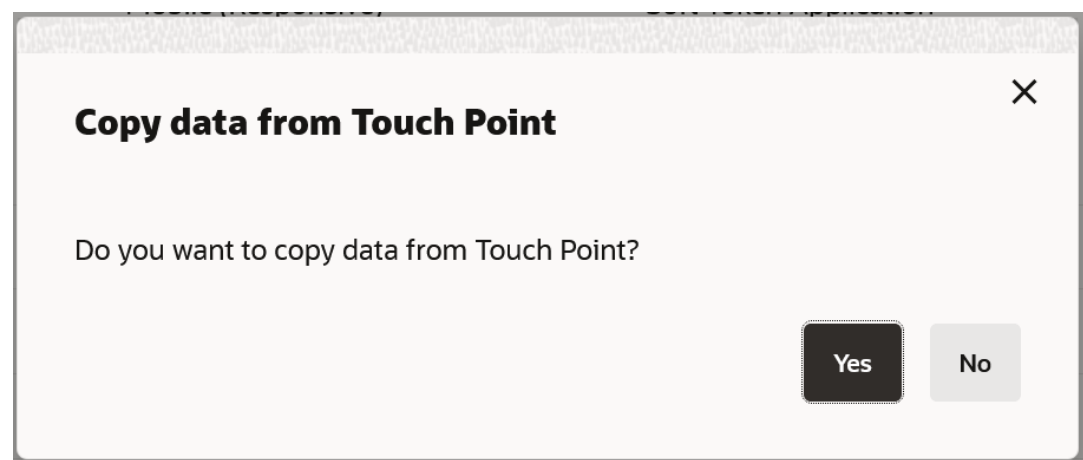 Copy data from Touch Point
Do you want to copy data from Touch Point?
Yes No